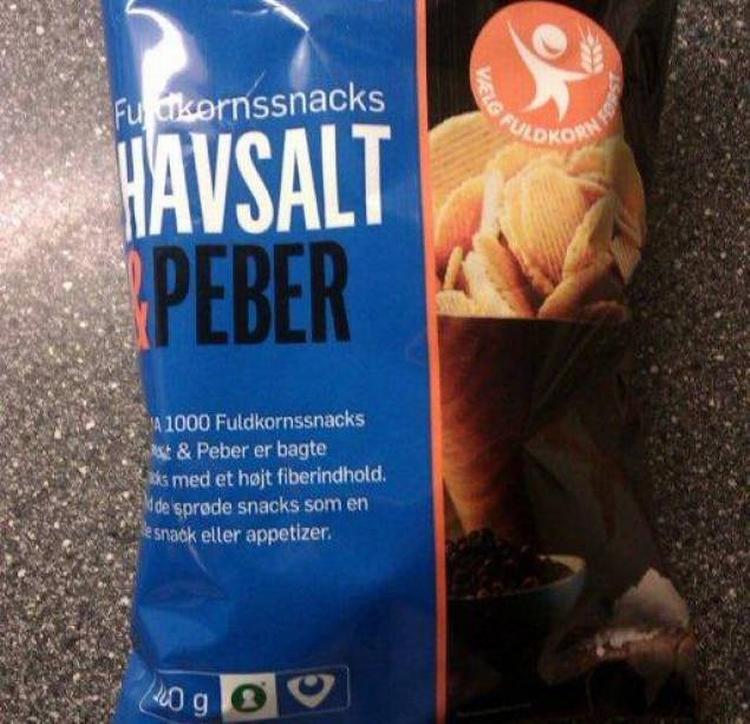 Fuldkornssnacks
VÆLG FULDKORN FØRST
HAVSALT
& PEBER
1000 Fuldkornssnacks
& Peber er bagte
med et højt fiberindhold.
de sprøde snacks som en
snack eller appetizer.
g